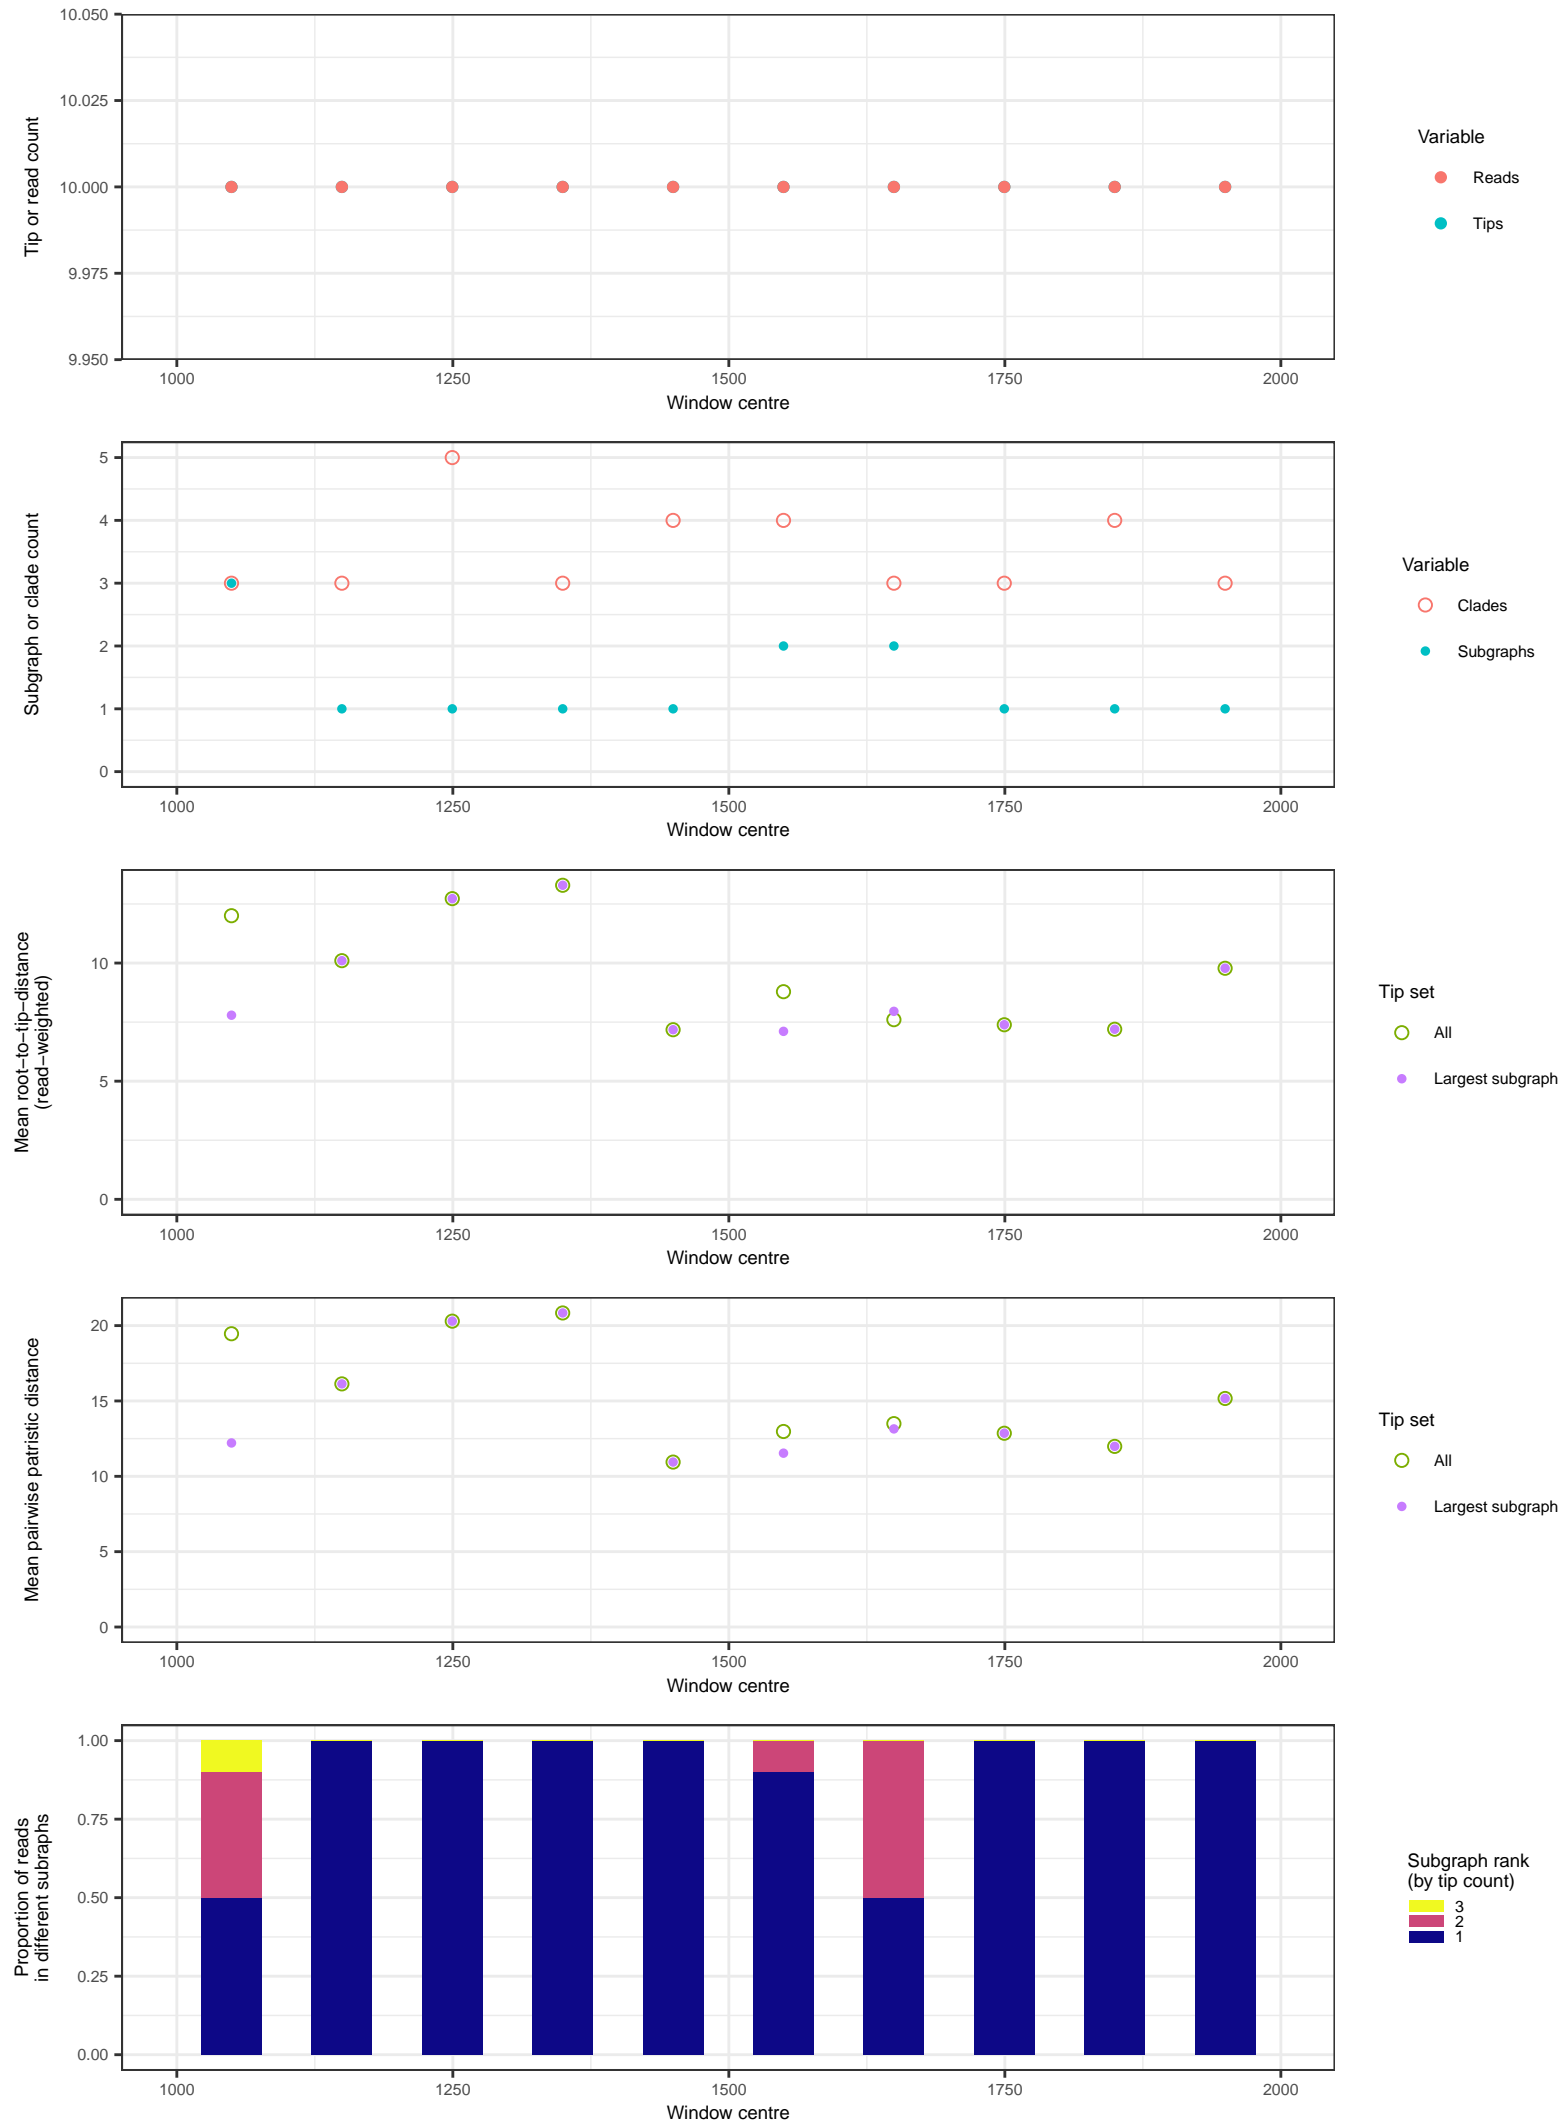 10.050
10.025
10.000
9.975
9.950
Tip or read count
1000 1250 1500 1750 2000
Window centre
Variable
Reads
Tips
5
4
3
2
1
0
Subgraph or clade count
1000 1250 1500 1750 2000
Window centre
Variable
Clades
Subgraphs
10
5
0
Mean root−to−tip−distance
(read−weighted)
1000 1250 1500 1750 2000
Window centre
Tip set
All
Largest subgraph
20
15
10
5
0
Mean pairwise patristic distance
1000 1250 1500 1750 2000
Window centre
Tip set
All
Largest subgraph
1.00
0.75
0.50
0.25
0.00
Proportion of reads
in different subraphs
1000 1250 1500 1750 2000
Window centre
Subgraph rank
(by tip count)
3
2
1